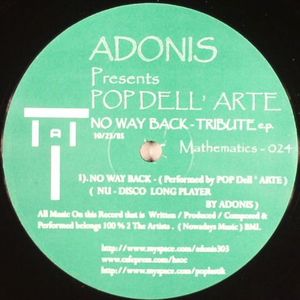 ADONIS
Presents
POP DELL' ARTE
NO WAY BACK - TRIBUTE e.p.
10/23/85
Mathematics - 024
T A T
1). NO WAY BACK - ( Performed by POP Dell ' ARTE )
( NU - DISCO LONG PLAYER
BY ADONIS )
All Music On this Record that is Written / Produced / Composed &
Performed belongs 100 % 2 The Artists . ( Nowadays Music ) BMI.
http://www.myspace.com/adonis303
www.cafepress.com/haoc
http://www.myspace.com/poplastik